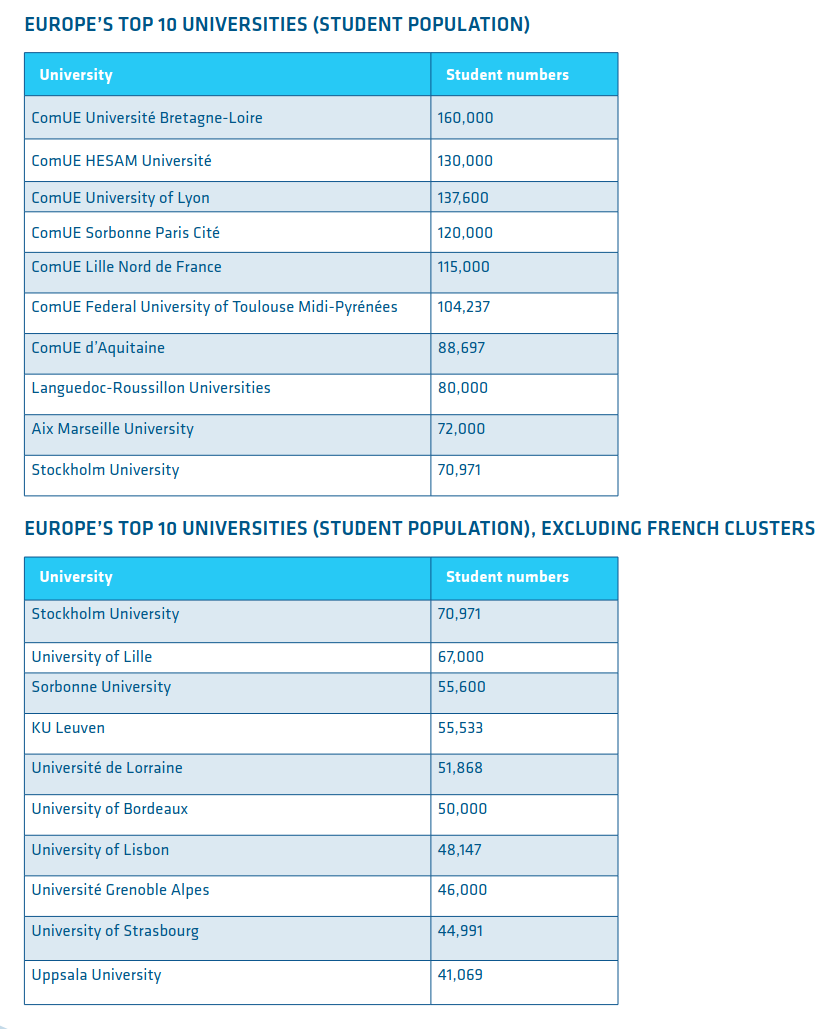 EUROPE'S TOP 10 UNIVERSITIES (STUDENT POPULATION)
University Student numbers
ComUE Université Bretagne-Loire 160,000
ComUE HESAM Université 130,000
ComUE University of Lyon 137,600
ComUE Sorbonne Paris Cité 120,000
ComUE Lille Nord de France 115,000
ComUE Federal University of Toulouse Midi-Pyrénées 104,237
ComUE d'Aquitaine 88,697
Languedoc-Roussillon Universities 80,000
Aix Marseille University 72,000
Stockholm University 70,971
EUROPE'S TOP 10 UNIVERSITIES (STUDENT POPULATION), EXCLUDING FRENCH CLUSTERS
University Student numbers
Stockholm University 70,971
University of Lille 67,000
Sorbonne University 55,600
KU Leuven 55,533
Université de Lorraine 51,868
University of Bordeaux 50,000
University of Lisbon 48,147
Université Grenoble Alpes 46,000
University of Strasbourg 44,991
Uppsala University 41,069